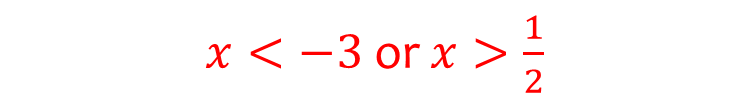 x < −3 or x > 1/2